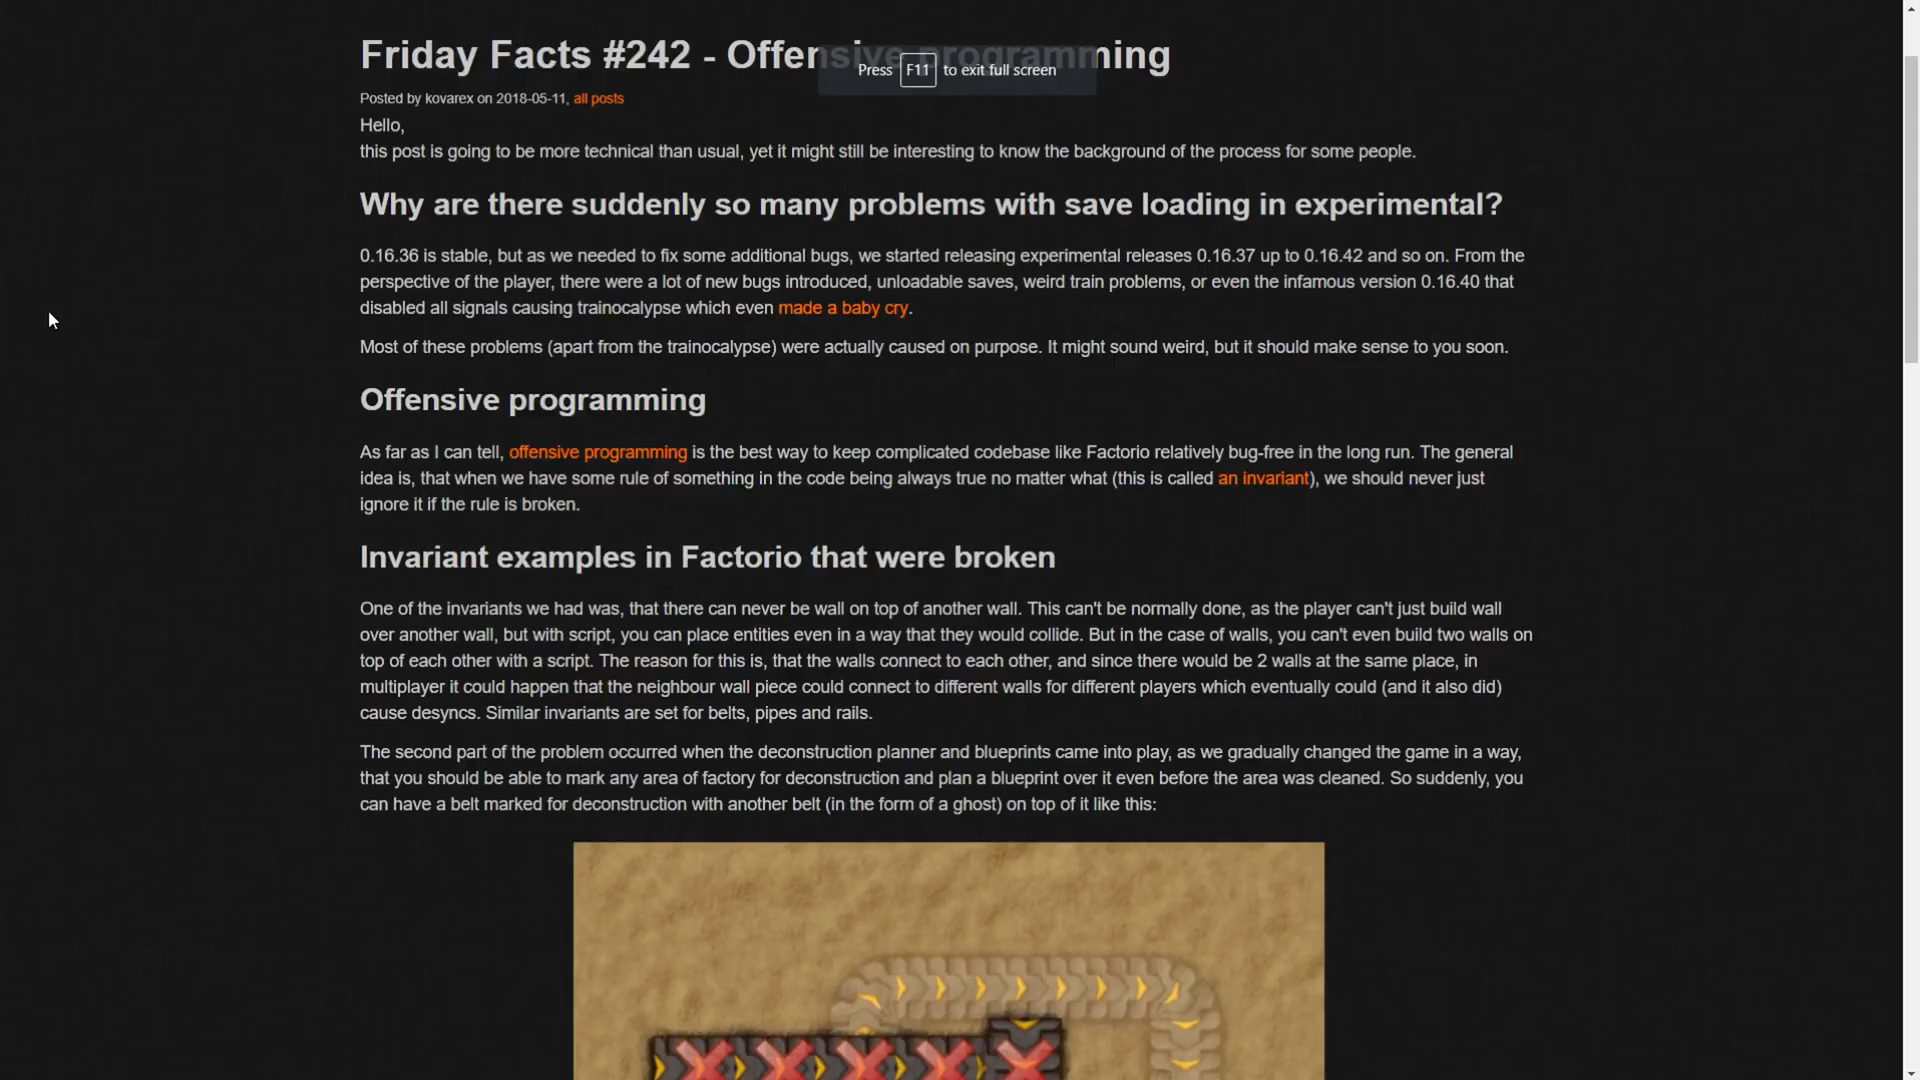 Friday Facts #242 - Offensive programming
Press F11 to exit full screen
Posted by kovarex on 2018-05-11, all posts
Hello,
this post is going to be more technical than usual, yet it might still be interesting to know the background of the process for some people.
Why are there suddenly so many problems with save loading in experimental?
0.16.36 is stable, but as we needed to fix some additional bugs, we started releasing experimental releases 0.16.37 up to 0.16.42 and so on. From the
perspective of the player, there were a lot of new bugs introduced, unloadable saves, weird train problems, or even the infamous version 0.16.40 that
disabled all signals causing trainocalypse which even made a baby cry.
Most of these problems (apart from the trainocalypse) were actually caused on purpose. It might sound weird, but it should make sense to you soon.
Offensive programming
As far as I can tell, offensive programming is the best way to keep complicated codebase like Factorio relatively bug-free in the long run. The general
idea is, that when we have some rule of something in the code being always true no matter what (this is called an invariant), we should never just
ignore it if the rule is broken.
Invariant examples in Factorio that were broken
One of the invariants we had was, that there can never be wall on top of another wall. This can't be normally done, as the player can't just build wall
over another wall, but with script, you can place entities even in a way that they would collide. But in the case of walls, you can't even build two walls on
top of each other with a script. The reason for this is, that the walls connect to each other, and since there would be 2 walls at the same place, in
multiplayer it could happen that the neighbour wall piece could connect to different walls for different players which eventually could (and it also did)
cause desyncs. Similar invariants are set for belts, pipes and rails.
The second part of the problem occurred when the deconstruction planner and blueprints came into play, as we gradually changed the game in a way,
that you should be able to mark any area of factory for deconstruction and plan a blueprint over it even before the area was cleaned. So suddenly, you
can have a belt marked for deconstruction with another belt (in the form of a ghost) on top of it like this: